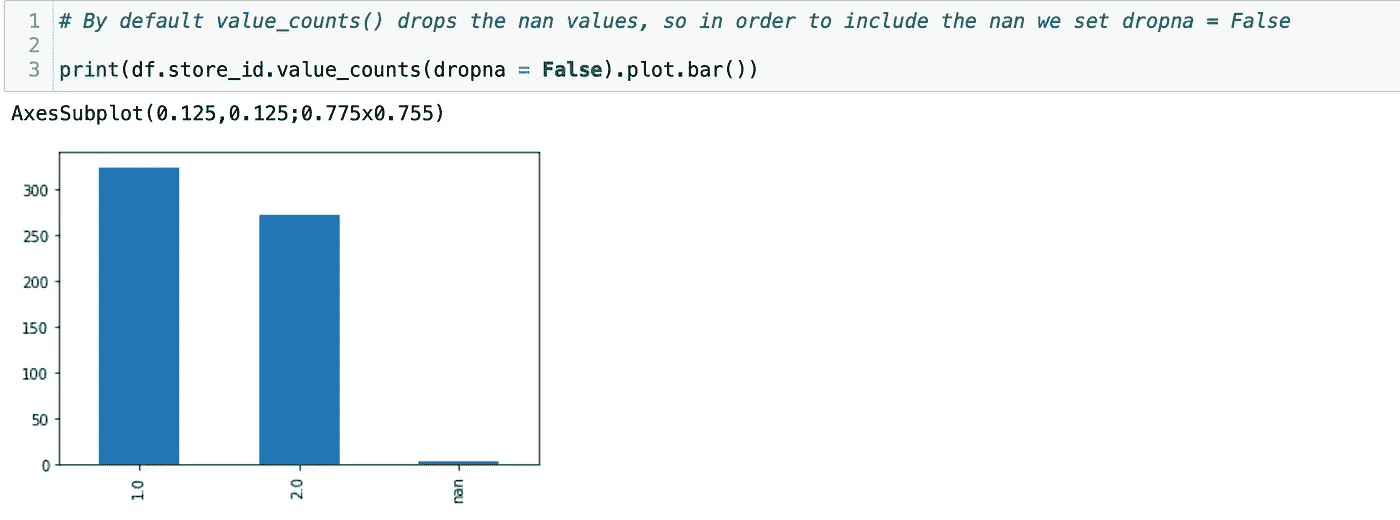 1 # By default value_counts() drops the nan values, so in order to include the nan we set dropna = False
2
3 print(df.store_id.value_counts(dropna = False).plot.bar())
AxesSubplot(0.125,0.125;0.775x0.755)
300
250
200
150
100
50
0
1.0 2.0 nan